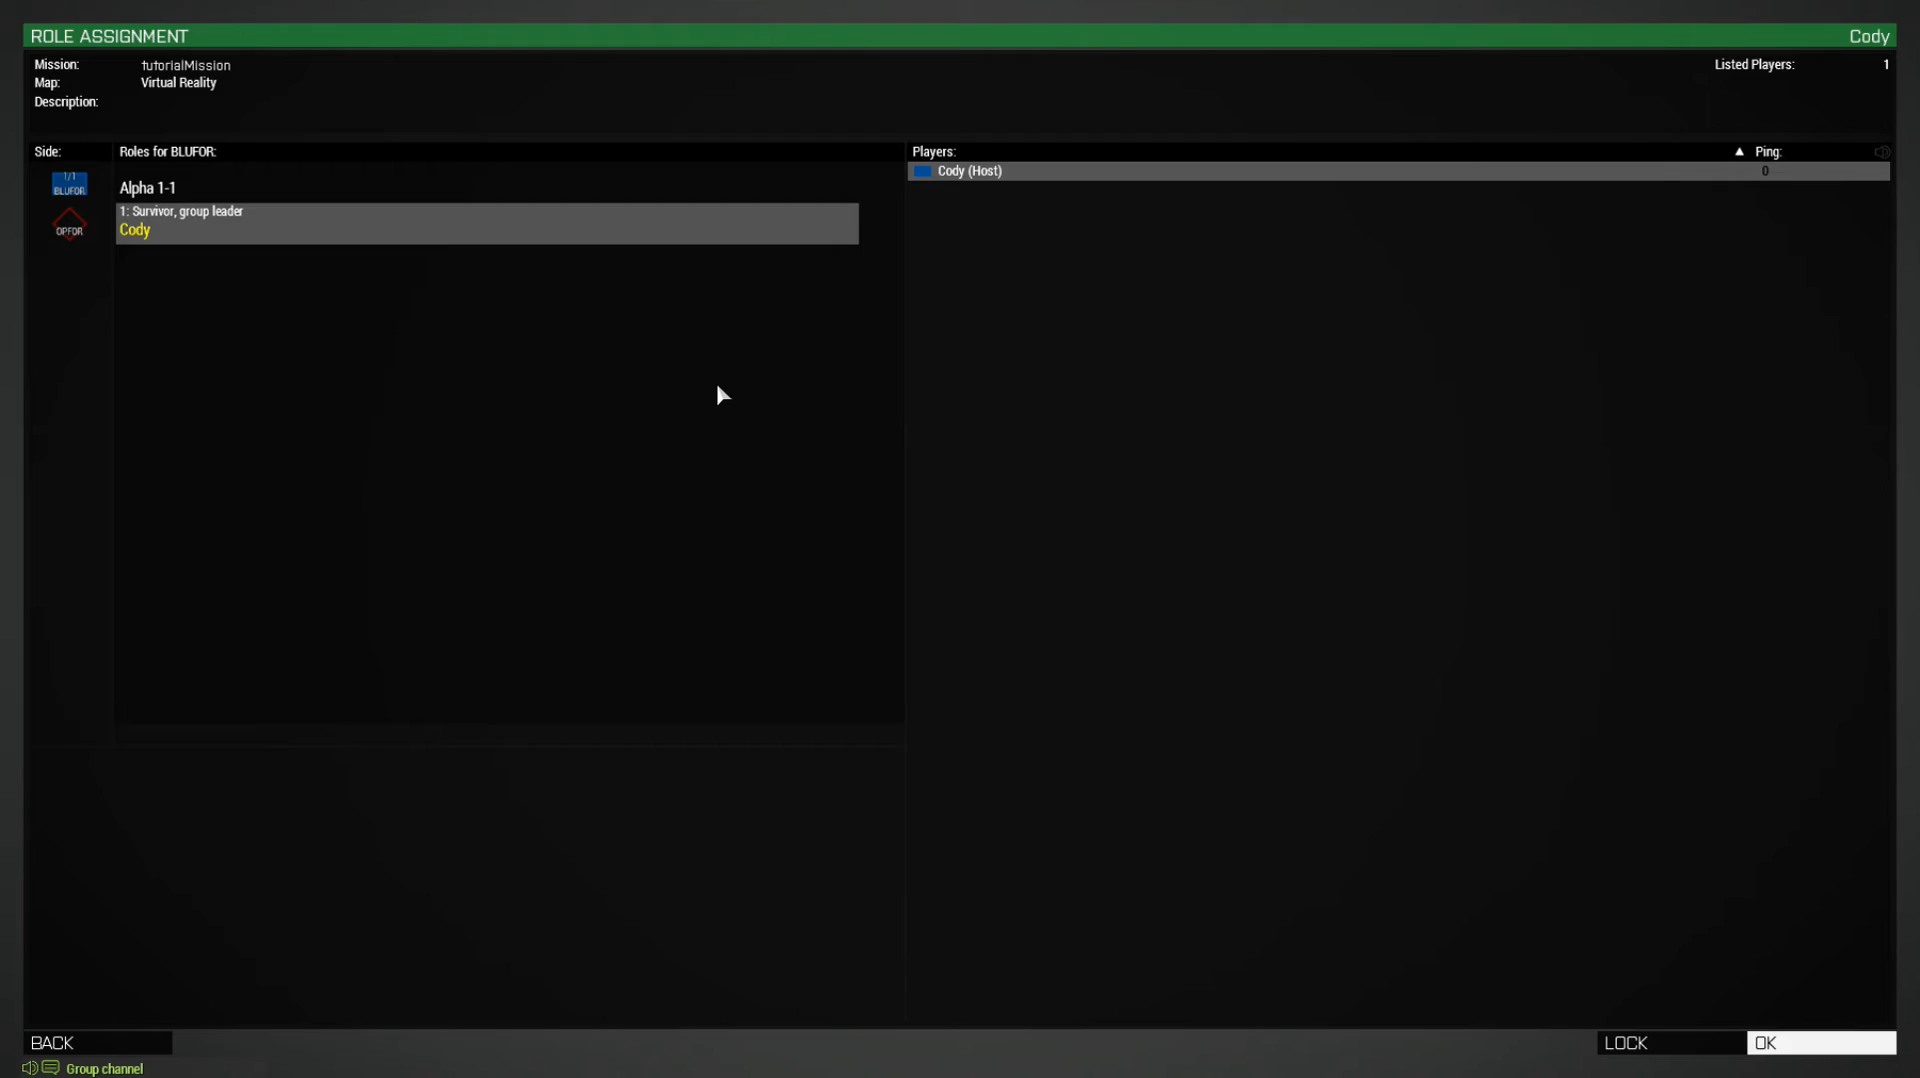 ROLE ASSIGNMENT Cody
Mission: tutorialMission Listed Players: 1
Map: Virtual Reality
Description:
Side: Roles for BLUFOR: Players: ▲ Ping:
1/1
BLUFOR
Alpha 1-1
Cody (Host) 0
OPFOR
1: Survivor, group leader
Cody
BACK LOCK OK
Group channel